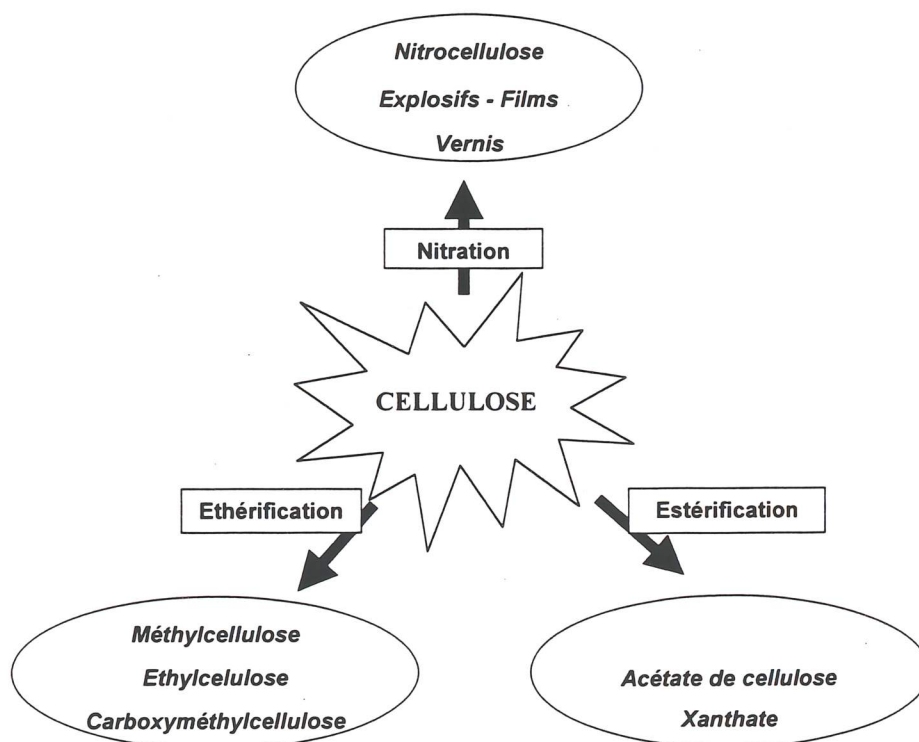 Nitrocellulose
Explosifs - Films
Vernis
Nitration
CELLULOSE
Ethérification
Estérification
Méthylcellulose
Ethylcelulose
Carboxyméthylcellulose
Acétate de cellulose
Xanthate